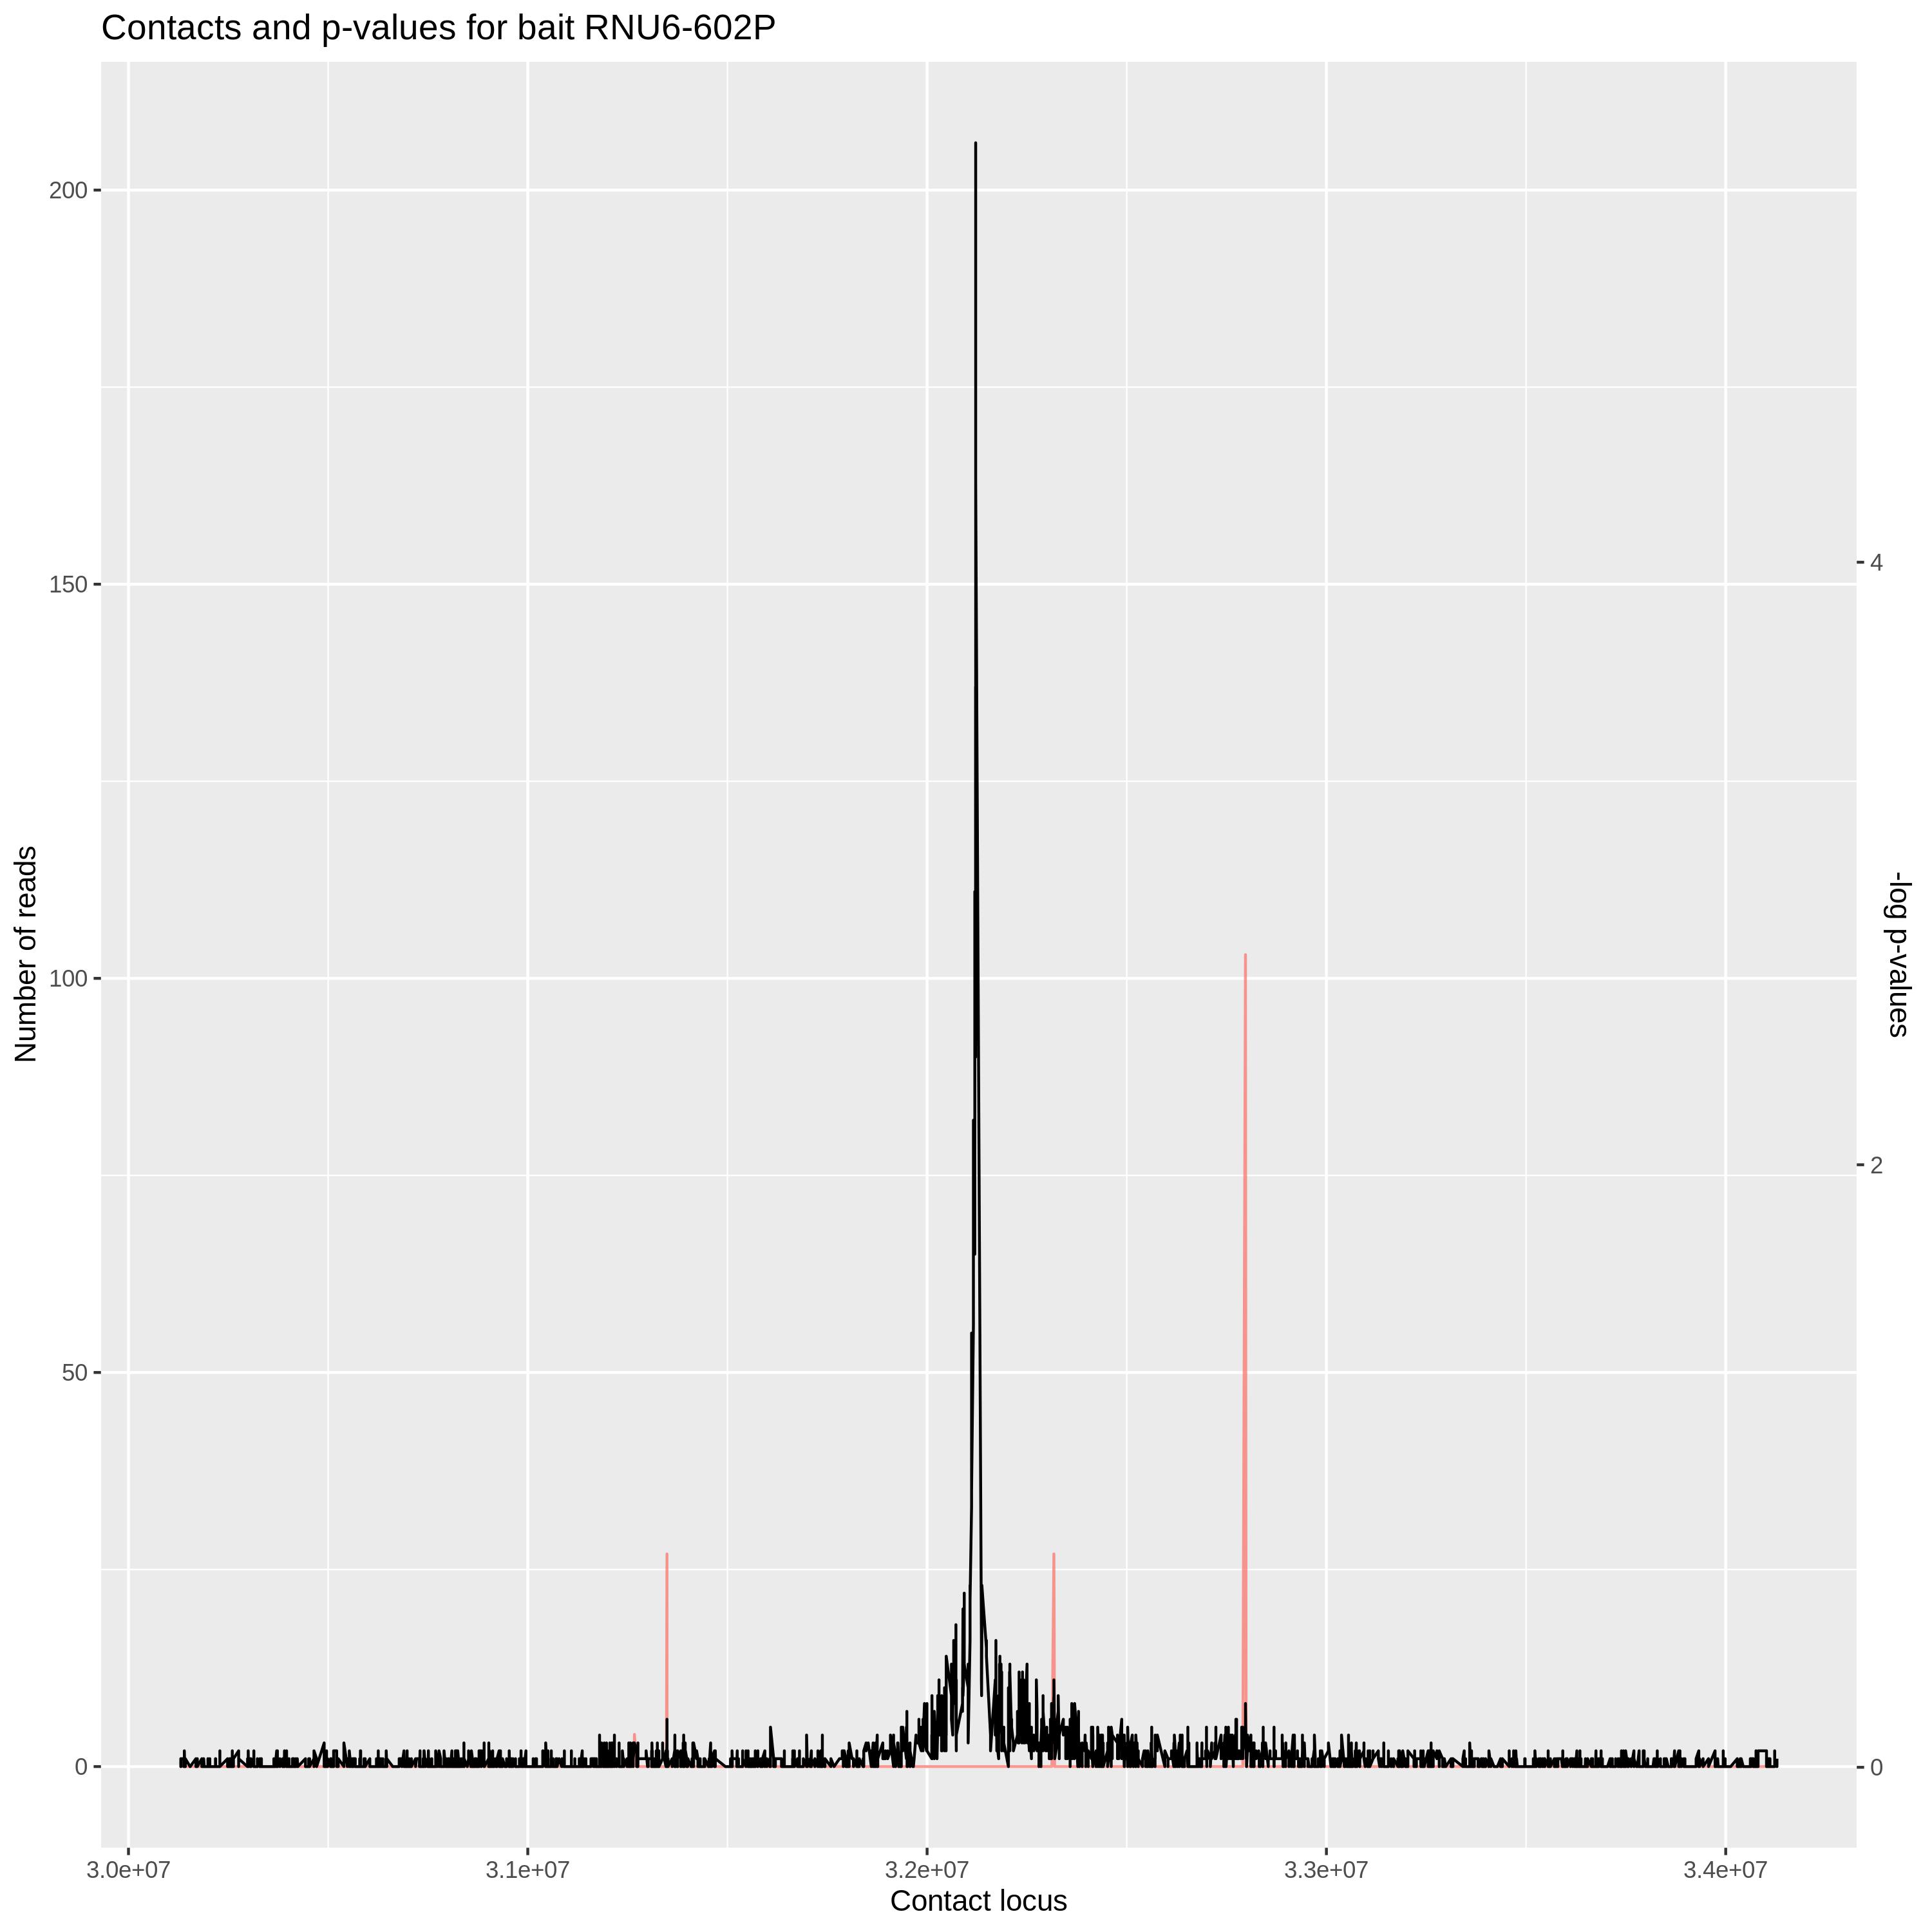 Contacts and p-values for bait RNU6-602P
Number of reads
200
150
100
50
0
4
2
0
-log p-values
3.0e+07
3.1e+07
3.2e+07
3.3e+07
3.4e+07
Contact locus